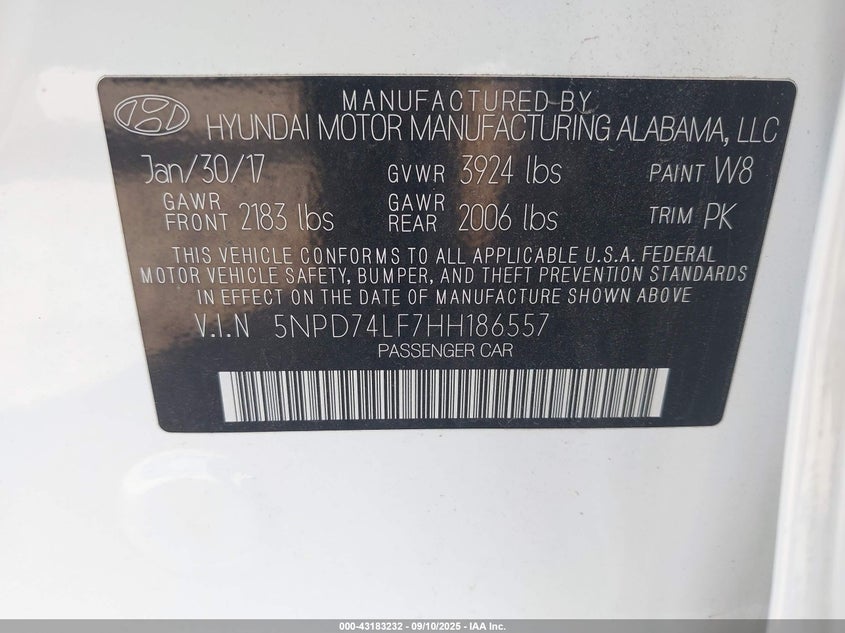 MANUFACTURED BY
HYUNDAI MOTOR MANUFACTURING ALABAMA, LLC
Jan/30/17 GVWR 3924 lbs PAINT W8
GAWR FRONT 2183 lbs GAWR REAR 2006 lbs TRIM PK
THIS VEHICLE CONFORMS TO ALL APPLICABLE U.S.A. FEDERAL
MOTOR VEHICLE SAFETY, BUMPER, AND THEFT PREVENTION STANDARDS
IN EFFECT ON THE DATE OF MANUFACTURE SHOWN ABOVE
V.I.N 5NPD74LF7HH186557
PASSENGER CAR
000-43183232 - 09/10/2025 - IAA Inc.